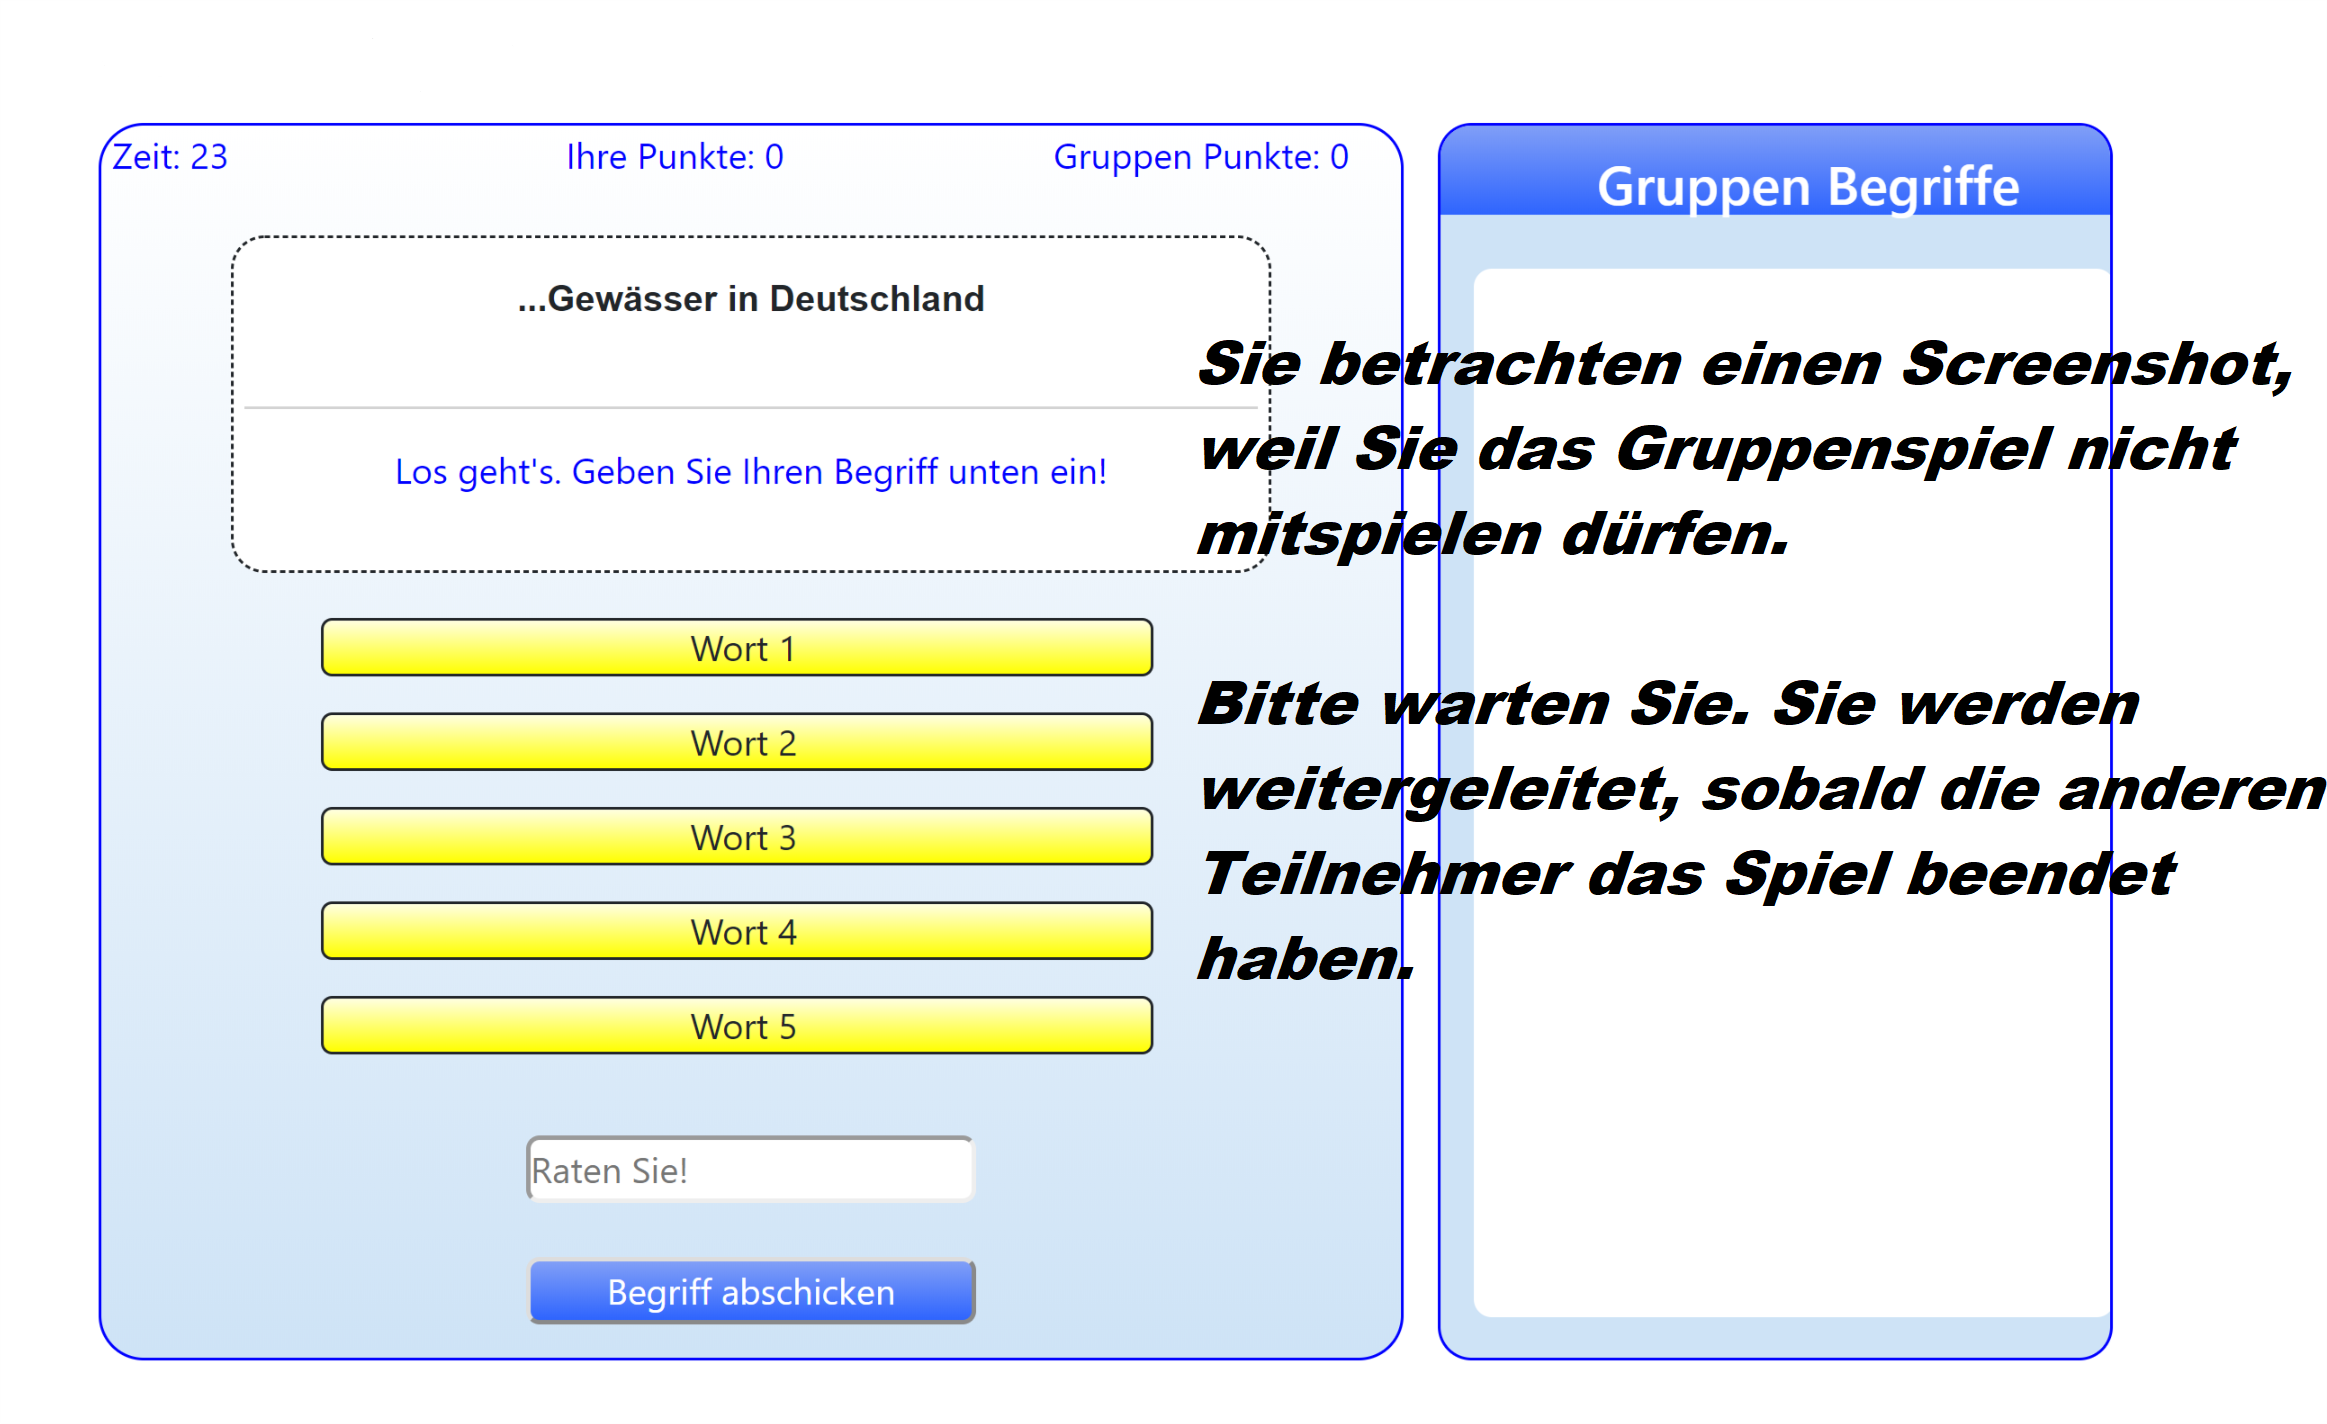 Zeit: 23
Ihre Punkte: 0
Gruppen Punkte: 0
...Gewässer in Deutschland
Los geht's. Geben Sie Ihren Begriff unten ein!
Wort 1
Wort 2
Wort 3
Wort 4
Wort 5
Raten Sie!
Begriff abschicken
Gruppen Begriffe
Sie betrachten einen Screenshot,
weil Sie das Gruppenspiel nicht
mitspielen dürfen.
Bitte warten Sie. Sie werden
weitergeleitet, sobald die anderen
Teilnehmer das Spiel beendet
haben.